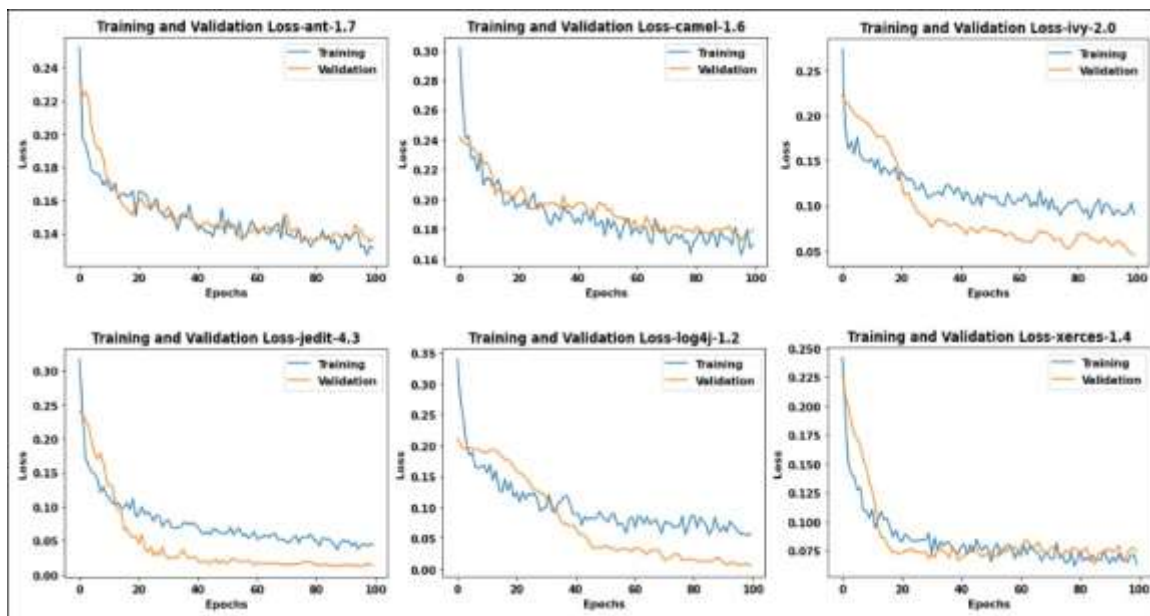 Training and Validation Loss-ant-1.7
Training
Validation
0.24
0.22
0.20
0.18
0.16
0.14
Loss
0 20 40 60 80 100
Epochs
Training and Validation Loss-camel-1.6
Training
Validation
0.30
0.28
0.26
0.24
0.22
0.20
0.18
0.16
Loss
0 20 40 60 80 100
Epochs
Training and Validation Loss-ivy-2.0
Training
Validation
0.25
0.20
0.15
0.10
0.05
Loss
0 20 40 60 80 100
Epochs
Training and Validation Loss-jedit-4.3
Training
Validation
0.30
0.25
0.20
0.15
0.10
0.05
0.00
Loss
0 20 40 60 80 100
Epochs
Training and Validation Loss-log4j-1.2
Training
Validation
0.35
0.30
0.25
0.20
0.15
0.10
0.05
0.00
Loss
0 20 40 60 80 100
Epochs
Training and Validation Loss-xerces-1.4
Training
Validation
0.250
0.225
0.200
0.175
0.150
0.125
0.100
0.075
Loss
0 20 40 60 80 100
Epochs